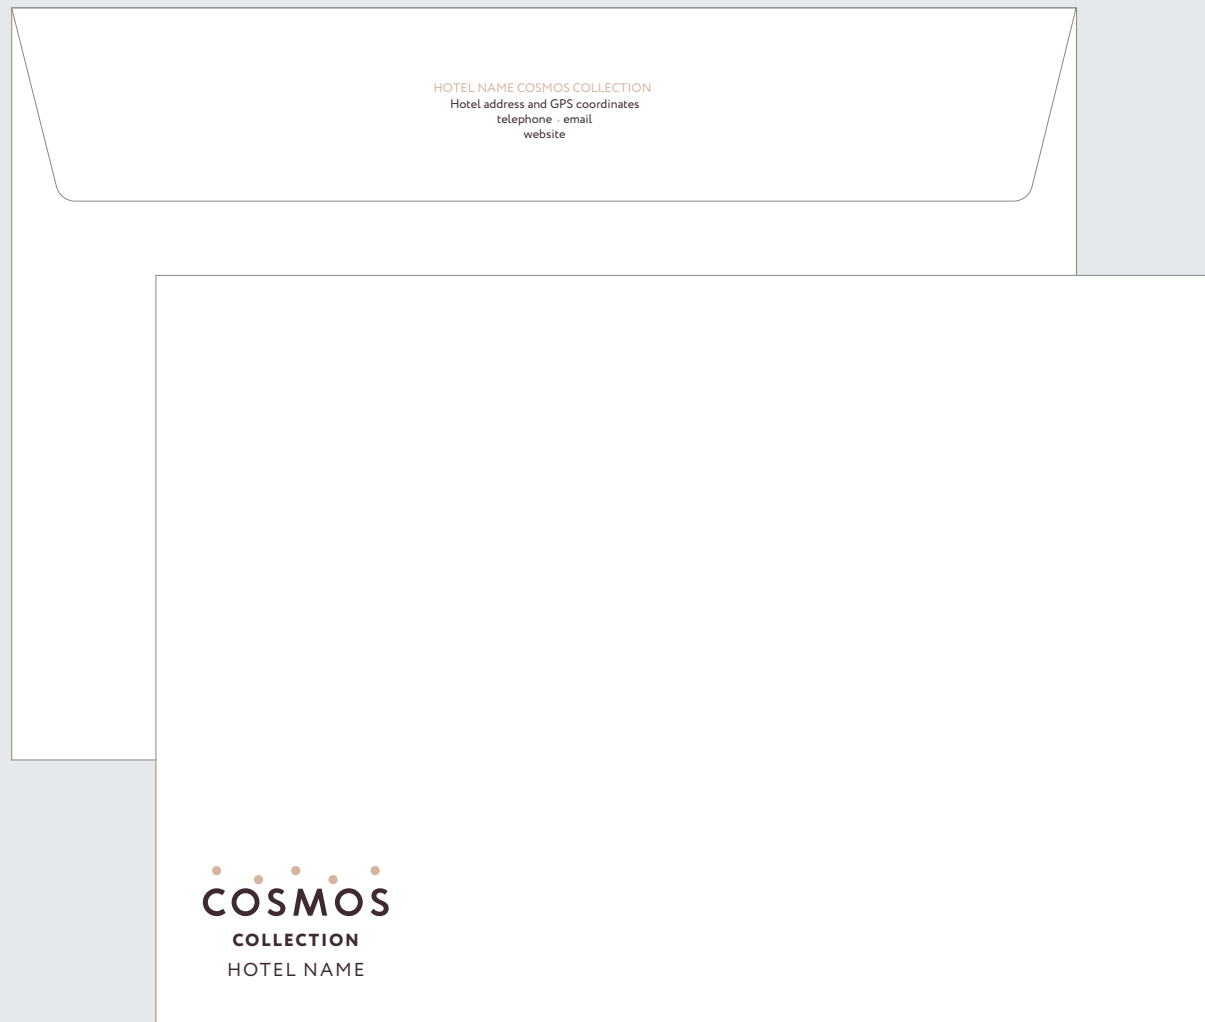 HOTEL NAME COSMOS COLLECTION
Hotel address and GPS coordinates
telephone · email
website
COSMOS
COLLECTION
HOTEL NAME